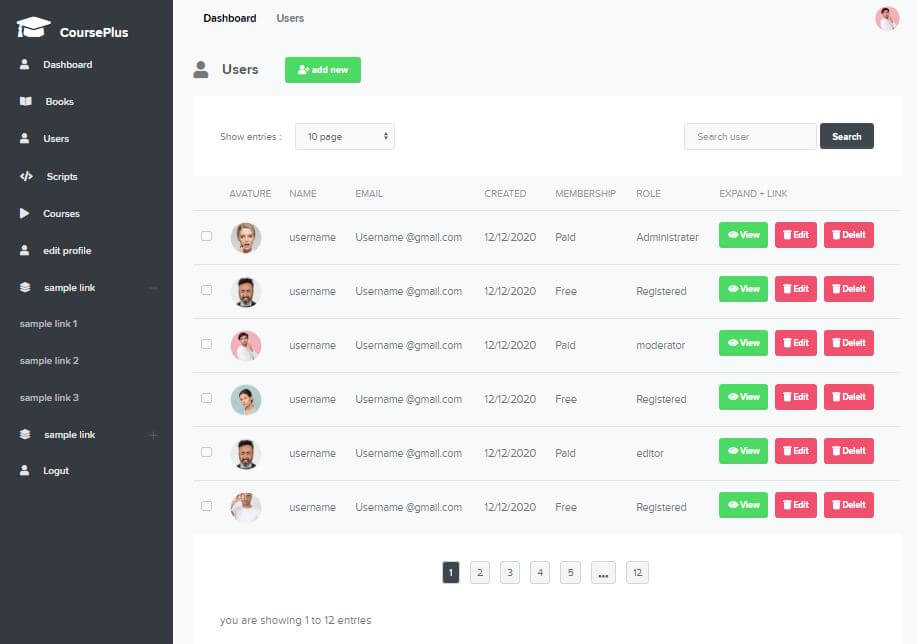 CoursePlus
Dashboard
Books
Users
Scripts
Courses
edit profile
sample link
sample link 1
sample link 2
sample link 3
sample link
Logut
Dashboard Users
Users add new
Show entries : 10 page Search user Search
AVATURE NAME EMAIL CREATED MEMBERSHIP ROLE EXPAND + LINK
username Username @gmail.com 12/12/2020 Paid Administrater View Edit Delelt
username Username @gmail.com 12/12/2020 Free Registered View Edit Delelt
username Username @gmail.com 12/12/2020 Paid moderator View Edit Delelt
username Username @gmail.com 12/12/2020 Free Registered View Edit Delelt
username Username @gmail.com 12/12/2020 Paid editor View Edit Delelt
username Username @gmail.com 12/12/2020 Free Registered View Edit Delelt
1 2 3 4 5 ... 12
you are showing 1 to 12 entries